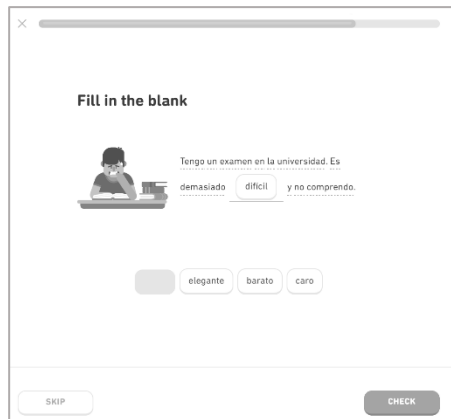 Fill in the blank
Tengo un examen en la universidad. Es
demasiado difícil y no comprendo.
elegante barato caro
SKIP CHECK